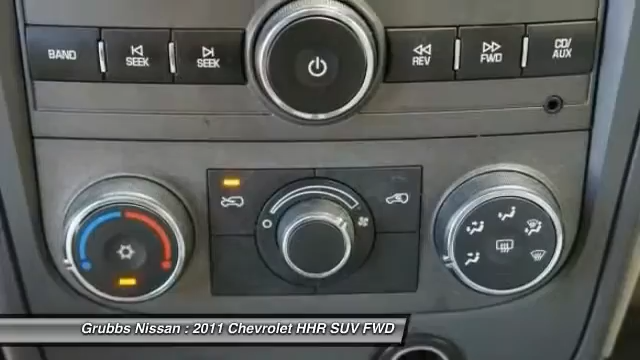 BAND
SEEK
SEEK
REV
FWD
CD/
AUX
Grubbs Nissan : 2011 Chevrolet HHR SUV FWD